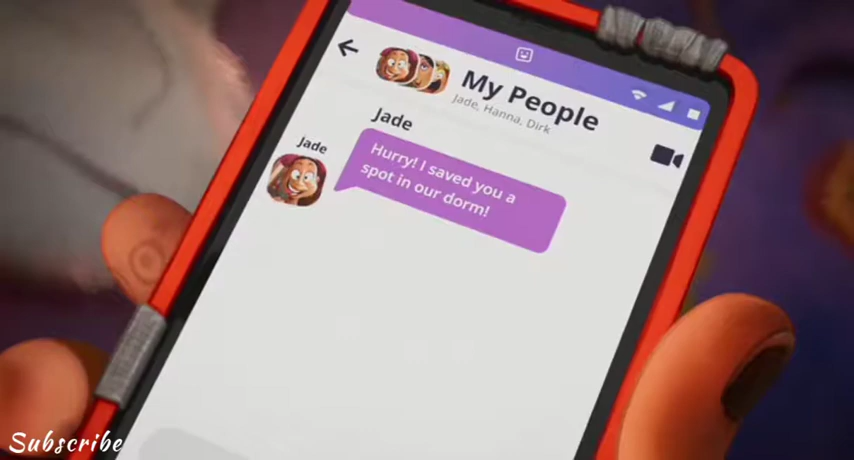 My People
Jade, Hanna, Dirk
Jade
Jade
Hurry! I saved you a
spot in our dorm!
Subscribe